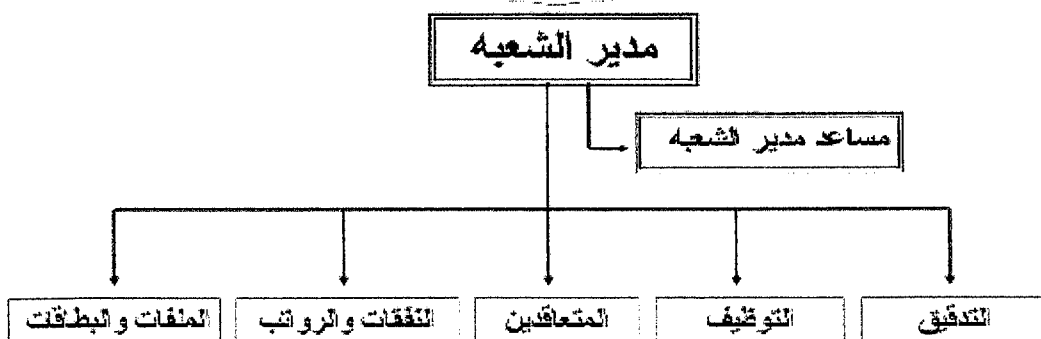 مدير الشعبه
مساعد مدير الشعبه
التدقيق
التوظيف
المتعاقدين
النفقات والرواتب
الملفات والبطاقات